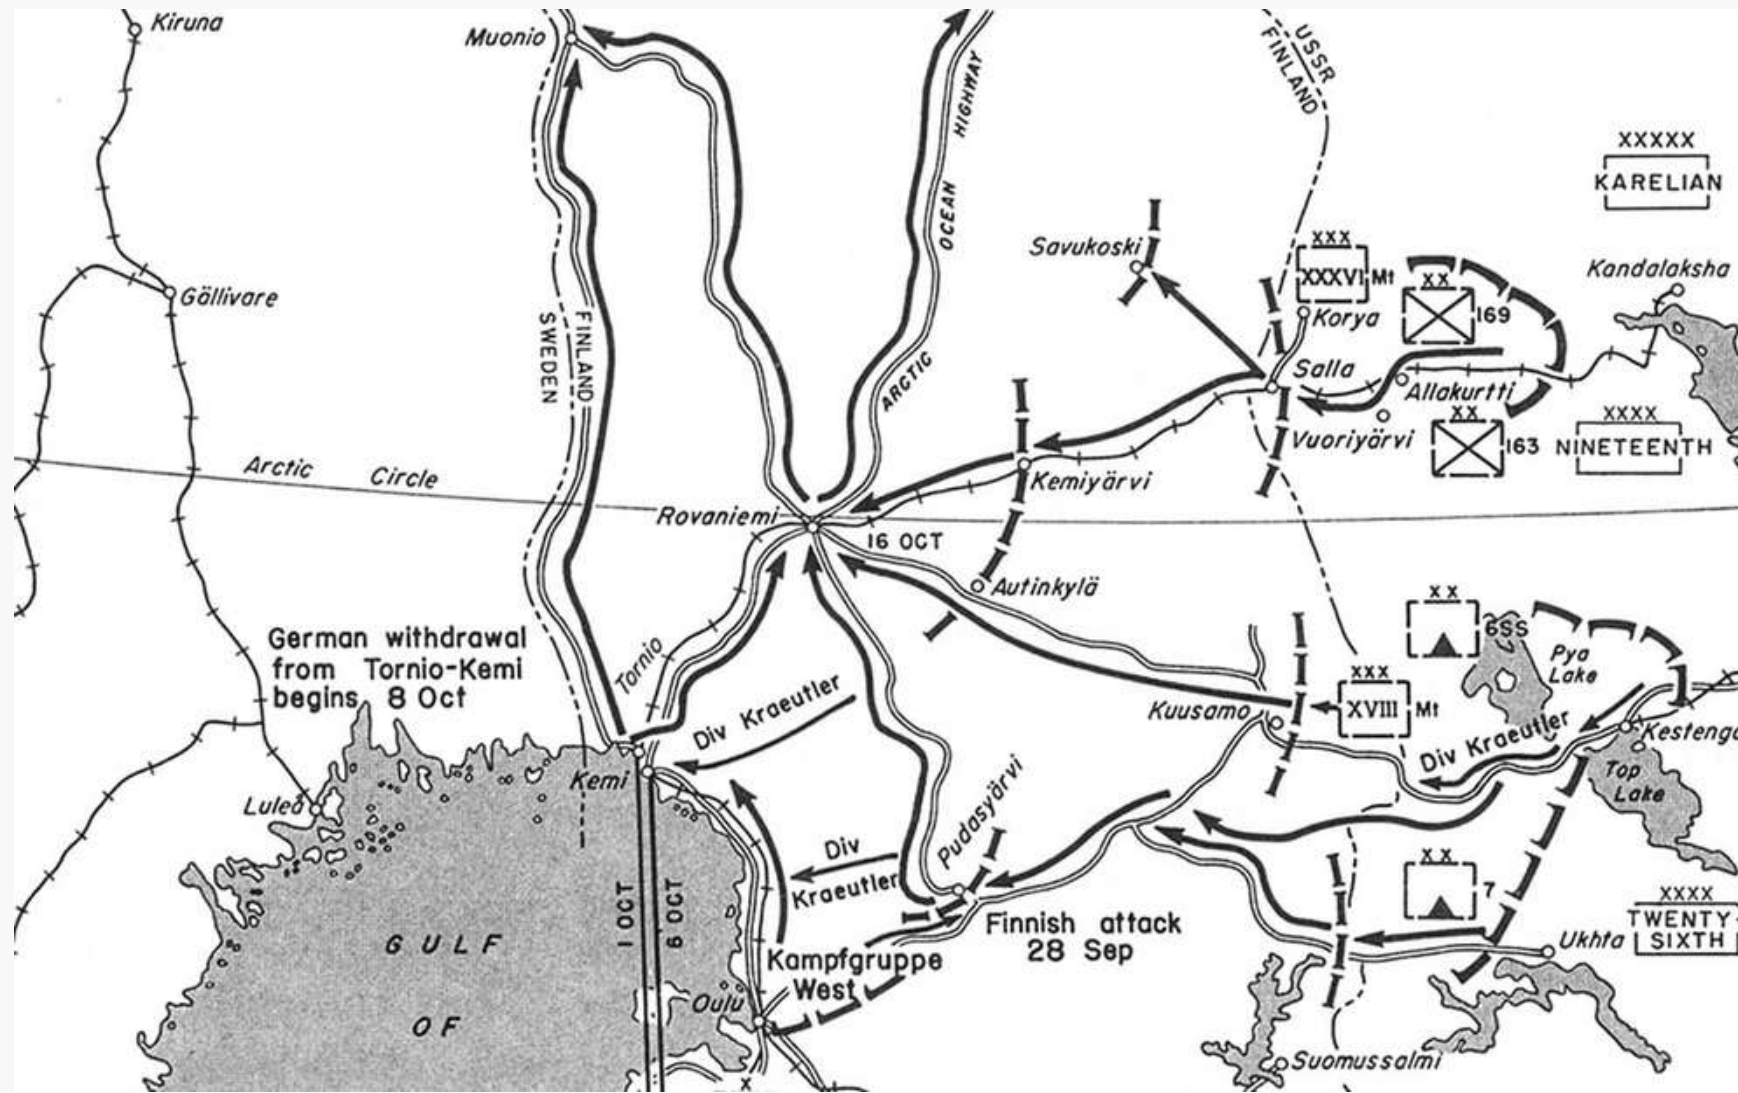 Kiruna
Muonio
ARCTIC
OCEAN
HIGHWAY
USSR
FINLAND
XXXXX
KARELIAN
Savukoski
XXX
XXXVI Mt
Korya
XX
169
Kandalaksha
Gällivare
FINLAND
SWEDEN
Salla
Allakurtti
XX
163
Vuoriyärvi
XXXX
NINETEENTH
Arctic Circle
Kemiyärvi
Rovaniemi
16 OCT
Autinkylä
XX
6SS
Pya
Lake
German withdrawal
from Tornio-Kemi
begins 8 Oct
Tornio
Div Kraeutler
Kuusamo
XXX
XVIII Mt
Div Kraeutler
Kesteng
Top
Lake
Kemi
Luleå
Pudasyärvi
Div
Kraeutler
1 OCT
6 OCT
XX
7
XXXX
TWENTY-
SIXTH
Finnish attack
28 Sep
Ukhta
GULF
OF
Kampfgruppe
West
Oulu
Suomussalmi
X